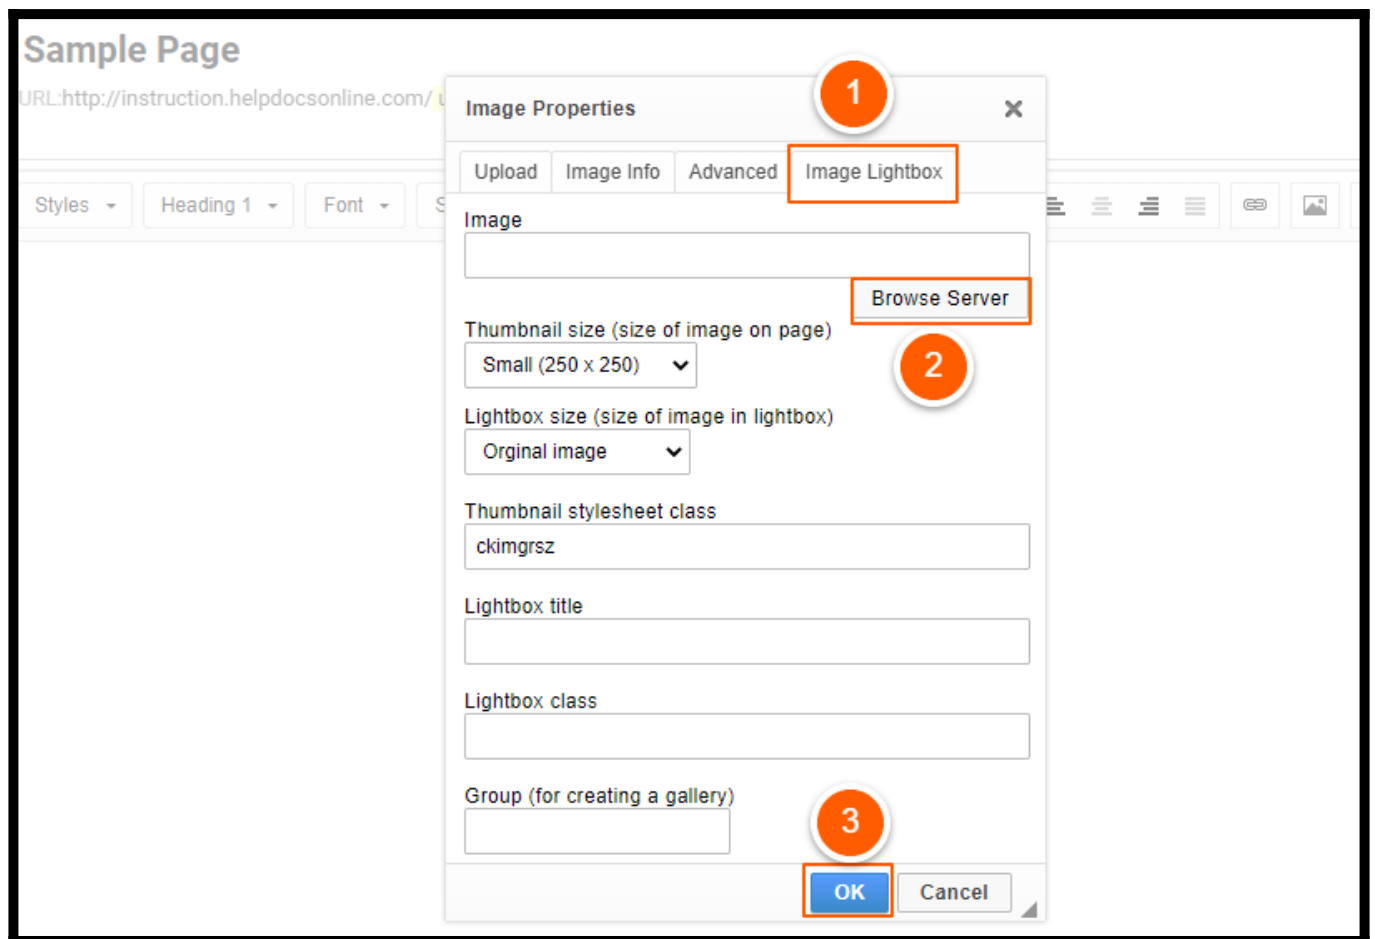 Sample Page
URL:http://instruction.helpdocsonline.com/
Image Properties
1
Upload Image Info Advanced Image Lightbox
Styles Heading 1 Font
Image
Browse Server
Thumbnail size (size of image on page)
Small (250 x 250)
2
Lightbox size (size of image in lightbox)
Orginal image
Thumbnail stylesheet class
ckimgrsz
Lightbox title
Lightbox class
Group (for creating a gallery)
3
OK Cancel